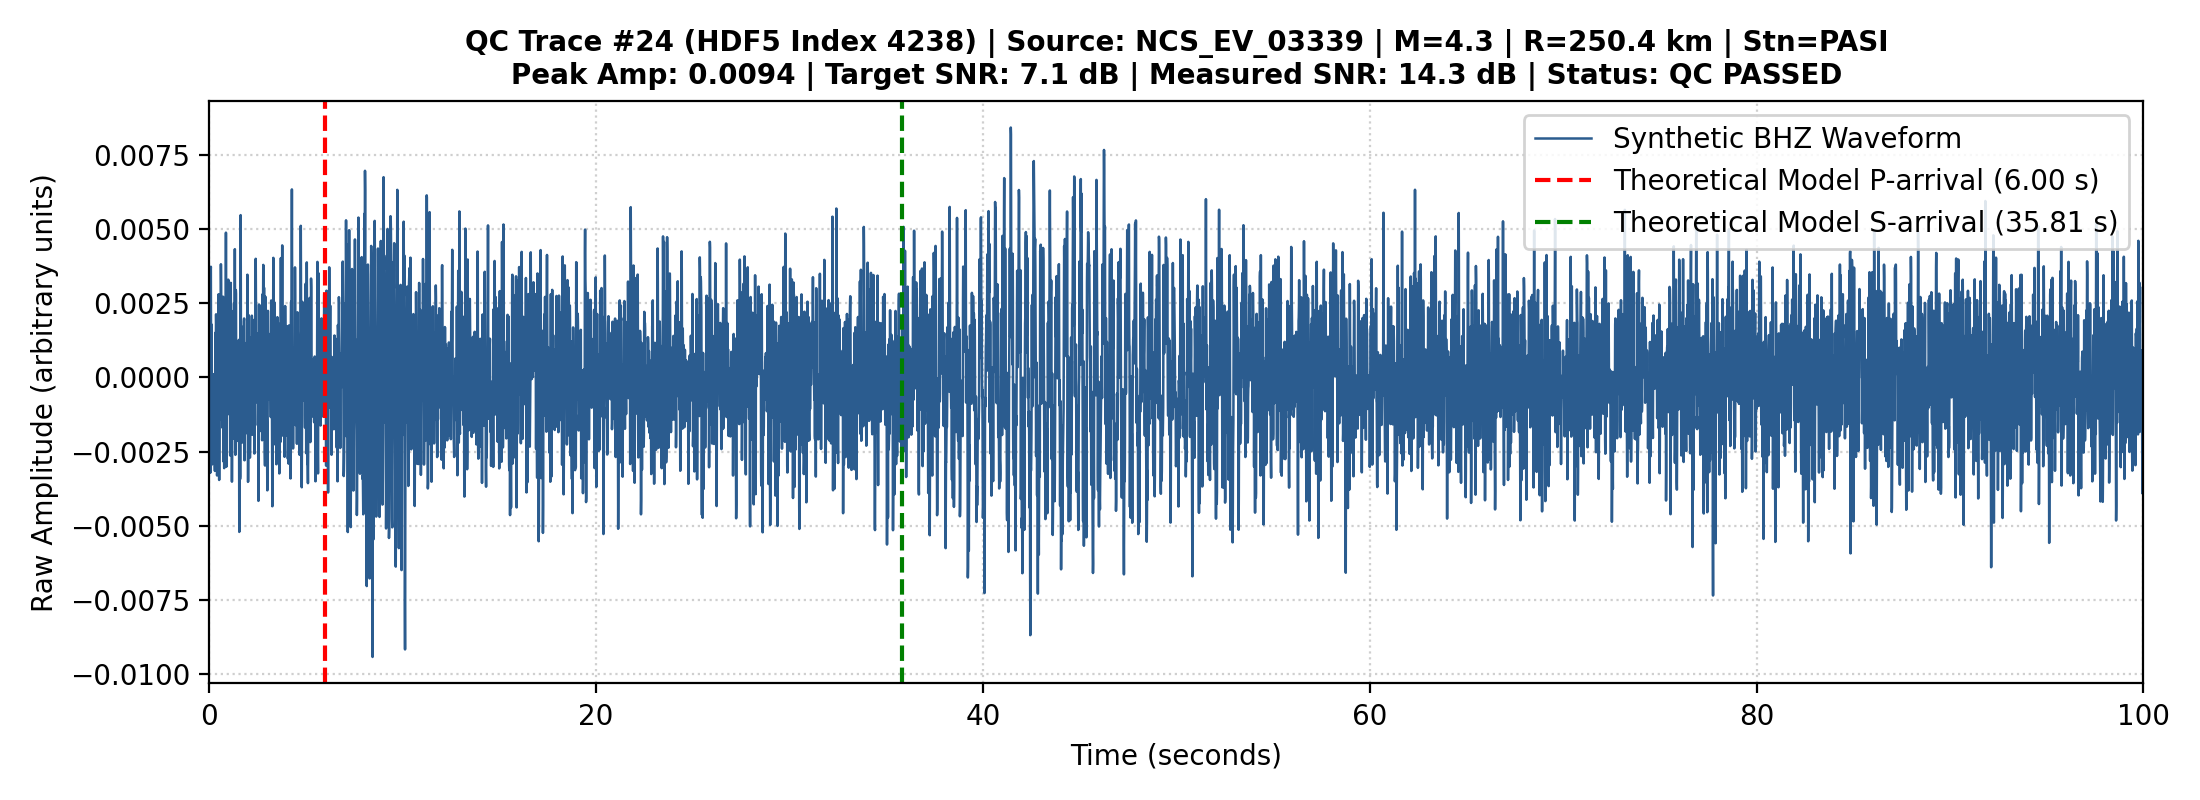 QC Trace #24 (HDF5 Index 4238) | Source: NCS_EV_03339 | M=4.3 | R=250.4 km | Stn=PASI
Peak Amp: 0.0094 | Target SNR: 7.1 dB | Measured SNR: 14.3 dB | Status: QC PASSED
Synthetic BHZ Waveform
Theoretical Model P-arrival (6.00 s)
Theoretical Model S-arrival (35.81 s)
Raw Amplitude (arbitrary units)
0.0075
0.0050
0.0025
0.0000
−0.0025
−0.0050
−0.0075
−0.0100
0 20 40 60 80 100
Time (seconds)